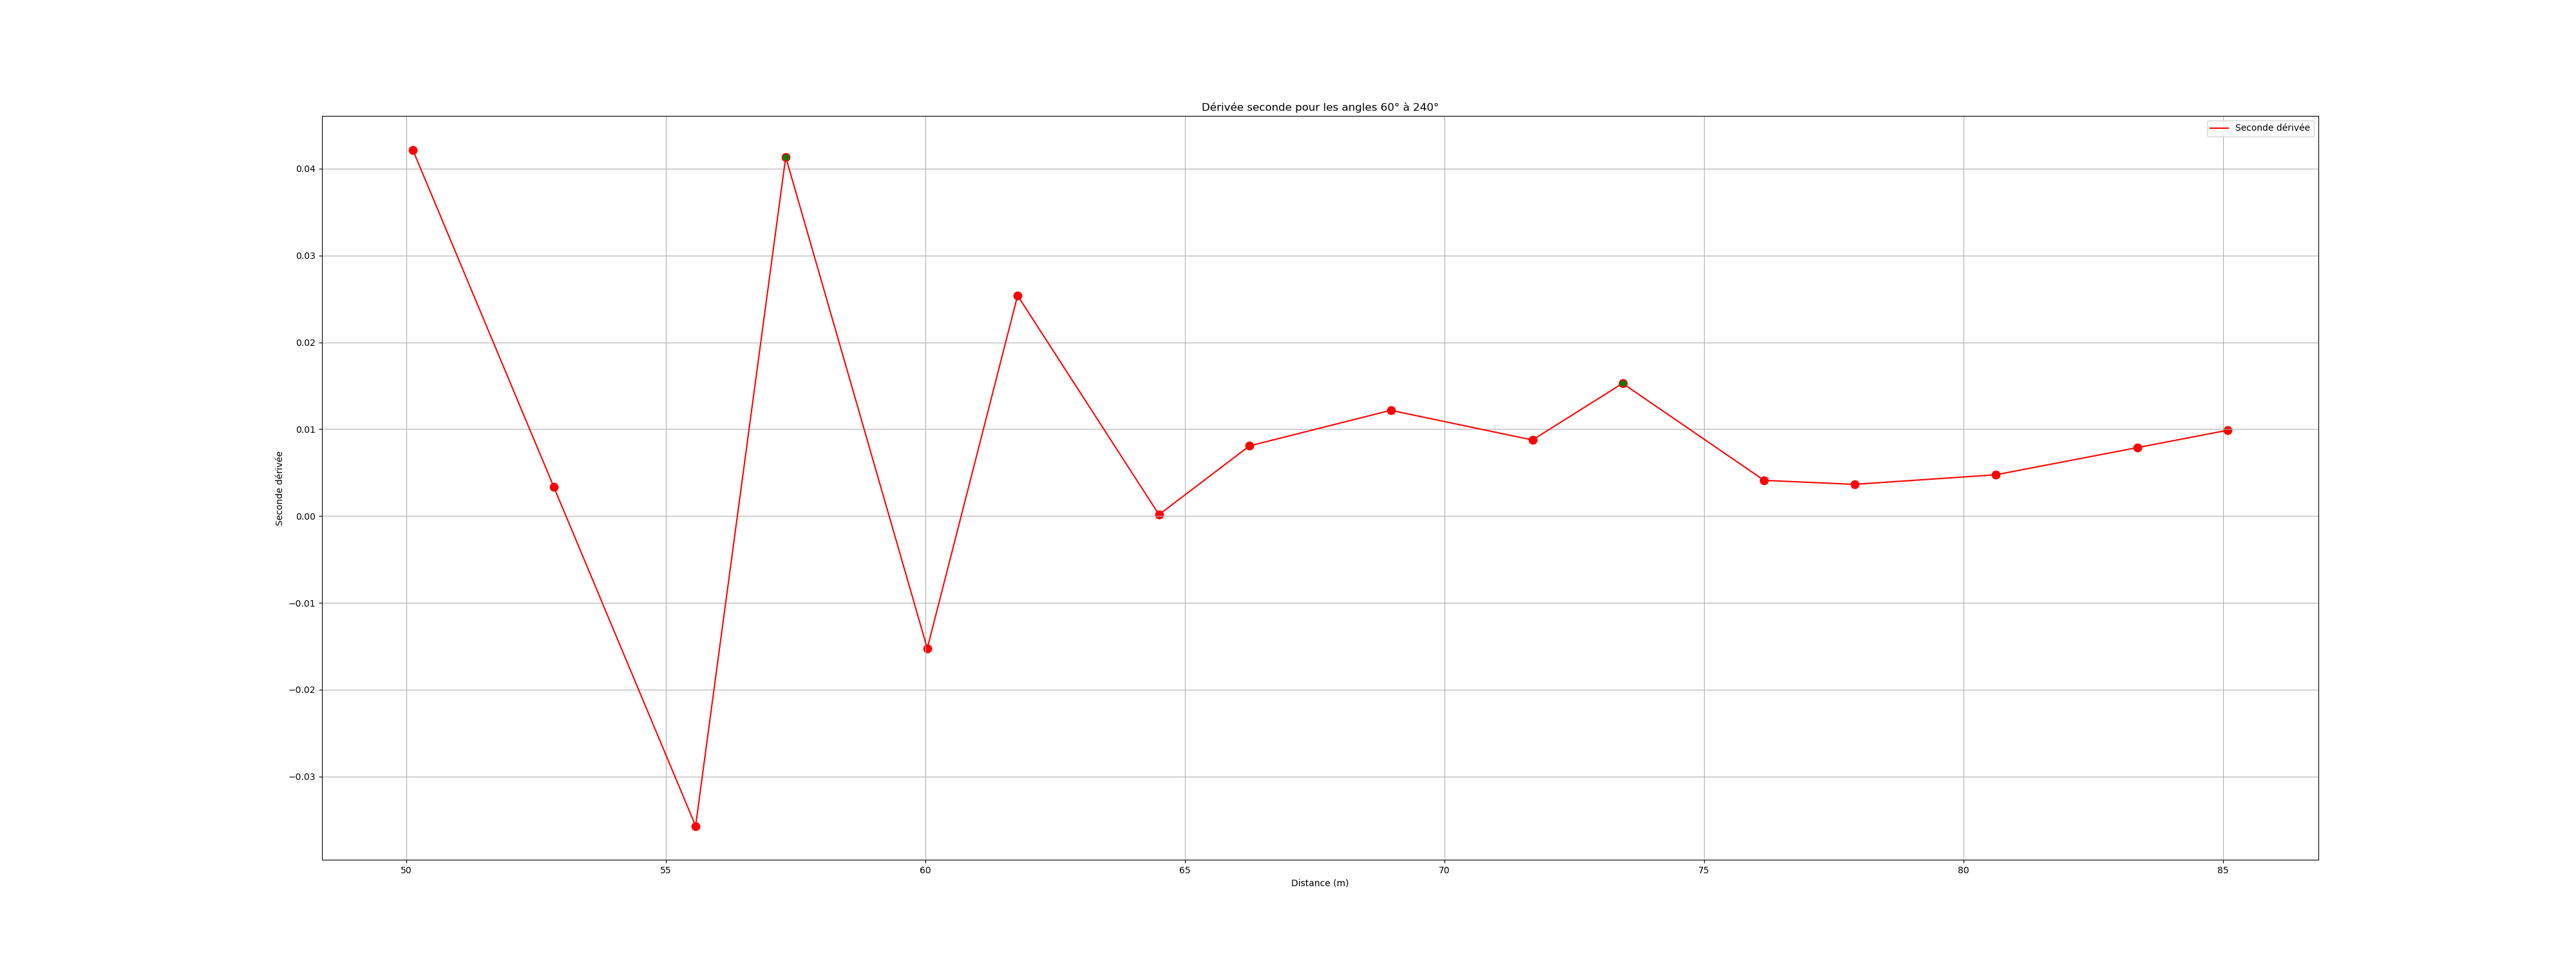 Dérivée seconde pour les angles 60° à 240°
Seconde dérivée
0.04
0.03
0.02
0.01
0.00
−0.01
−0.02
−0.03
Seconde dérivée
50 55 60 65 70 75 80 85
Distance (m)